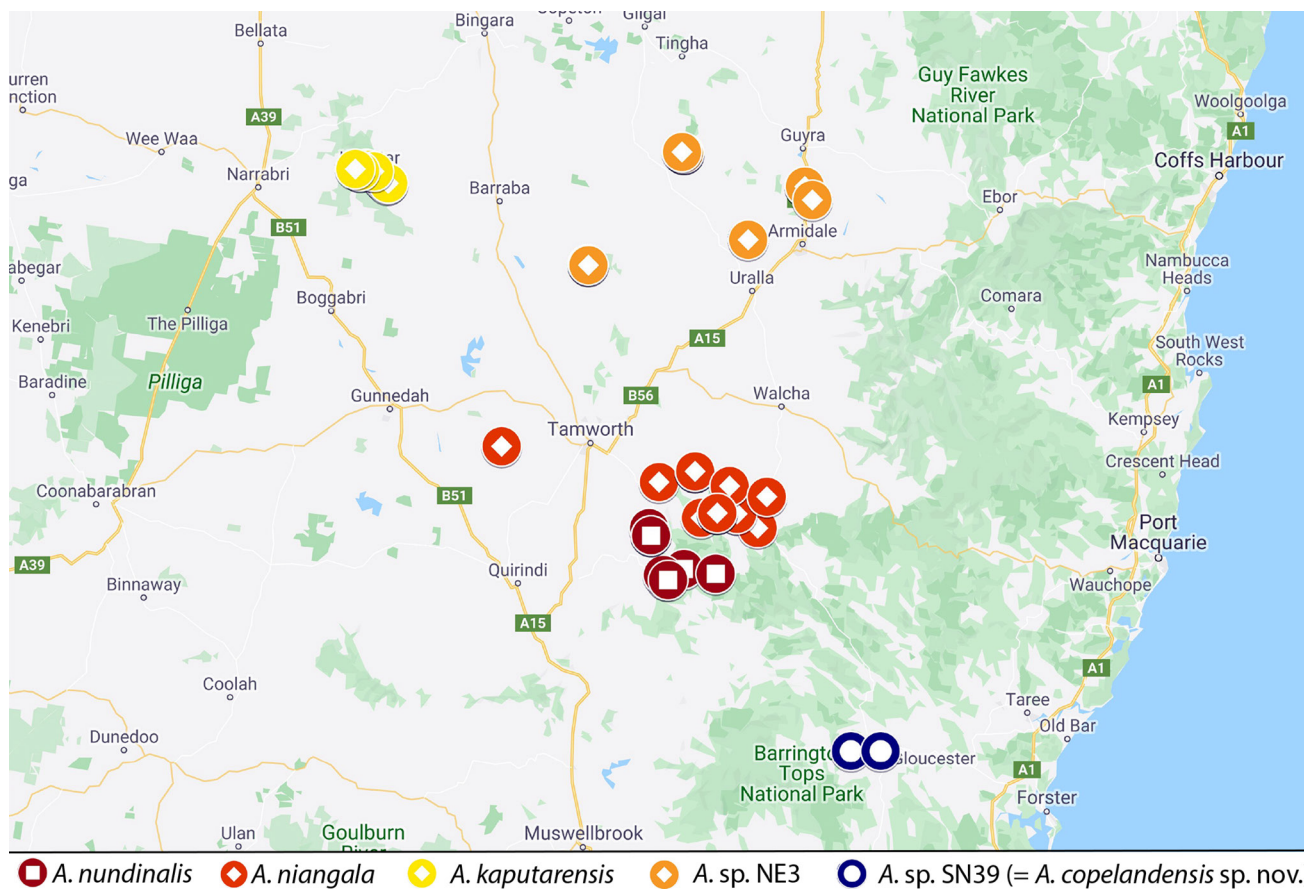 Bingara
Gilgai
Bellata
Tingha
Guy Fawkes
River
National Park
Woolgoolga
A39
A1
Wee Waa
Guyra
Coffs Harbour
Narrabri
Barraba
Ebor
B51
Armidale
Uralla
Nambucca
Heads
Boggabri
Comara
Kenebri
The Pilliga
A15
South West
Rocks
Baradine
Pilliga
A1
Gunnedah
B56
Walcha
Kempsey
Tamworth
Crescent Head
Coonabarabran
B51
Port
Macquarie
A39
Quirindi
Binnaway
Wauchope
A15
A1
Coolah
Taree
Old Bar
Dunedoo
Barrington
Tops
National Park
Gloucester
A1
Forster
Ulan
Goulburn
River
Muswellbrook
A. nundinalis A. niangala A. kaputarensis A. sp. NE3 A. sp. SN39 (= A. copelandensis sp. nov.